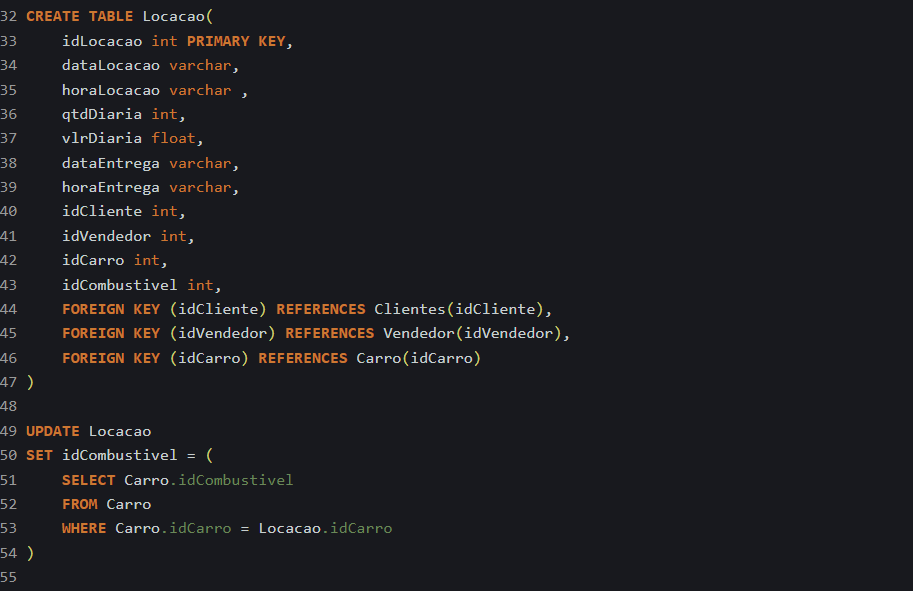 32 CREATE TABLE Locacao(
33     idLocacao int PRIMARY KEY,
34     dataLocacao varchar,
35     horaLocacao varchar ,
36     qtdDiaria int,
37     vlrDiaria float,
38     dataEntrega varchar,
39     horaEntrega varchar,
40     idCliente int,
41     idVendedor int,
42     idCarro int,
43     idCombustivel int,
44     FOREIGN KEY (idCliente) REFERENCES Clientes(idCliente),
45     FOREIGN KEY (idVendedor) REFERENCES Vendedor(idVendedor),
46     FOREIGN KEY (idCarro) REFERENCES Carro(idCarro)
47 )
48
49 UPDATE Locacao
50 SET idCombustivel = (
51     SELECT Carro.idCombustivel
52     FROM Carro
53     WHERE Carro.idCarro = Locacao.idCarro
54 )
55